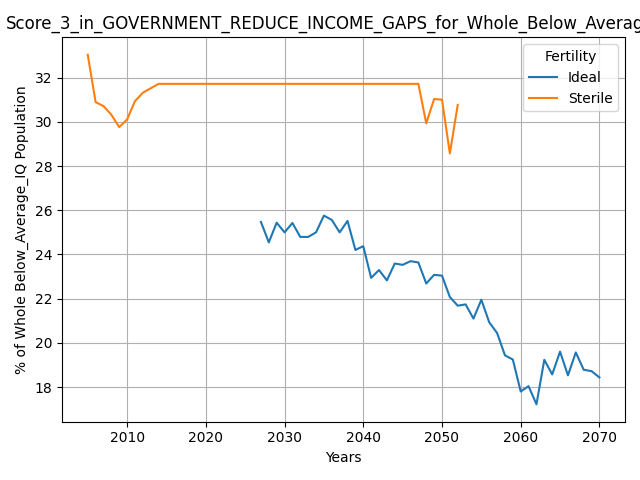 Score_3_in_GOVERNMENT_REDUCE_INCOME_GAPS_for_Whole_Below_Averag
Fertility
Ideal
Sterile
% of Whole Below_Average_IQ Population
32
30
28
26
24
22
20
18
2010 2020 2030 2040 2050 2060 2070
Years